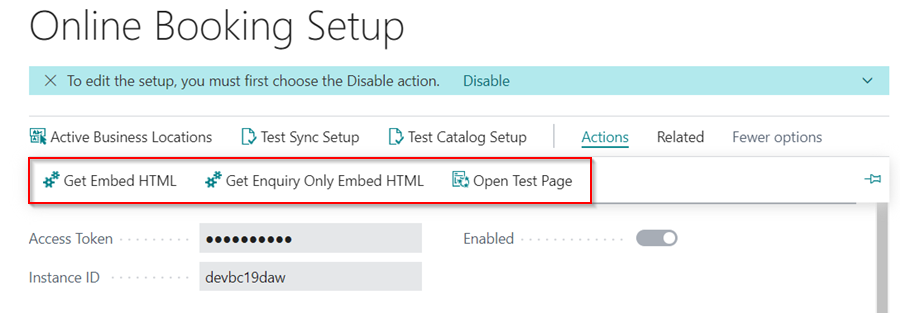 Online Booking Setup
To edit the setup, you must first choose the Disable action. Disable
Active Business Locations Test Sync Setup Test Catalog Setup Actions Related Fewer options
Get Embed HTML Get Enquiry Only Embed HTML Open Test Page
Access Token ●●●●●●●●●● Enabled
Instance ID devbc19daw